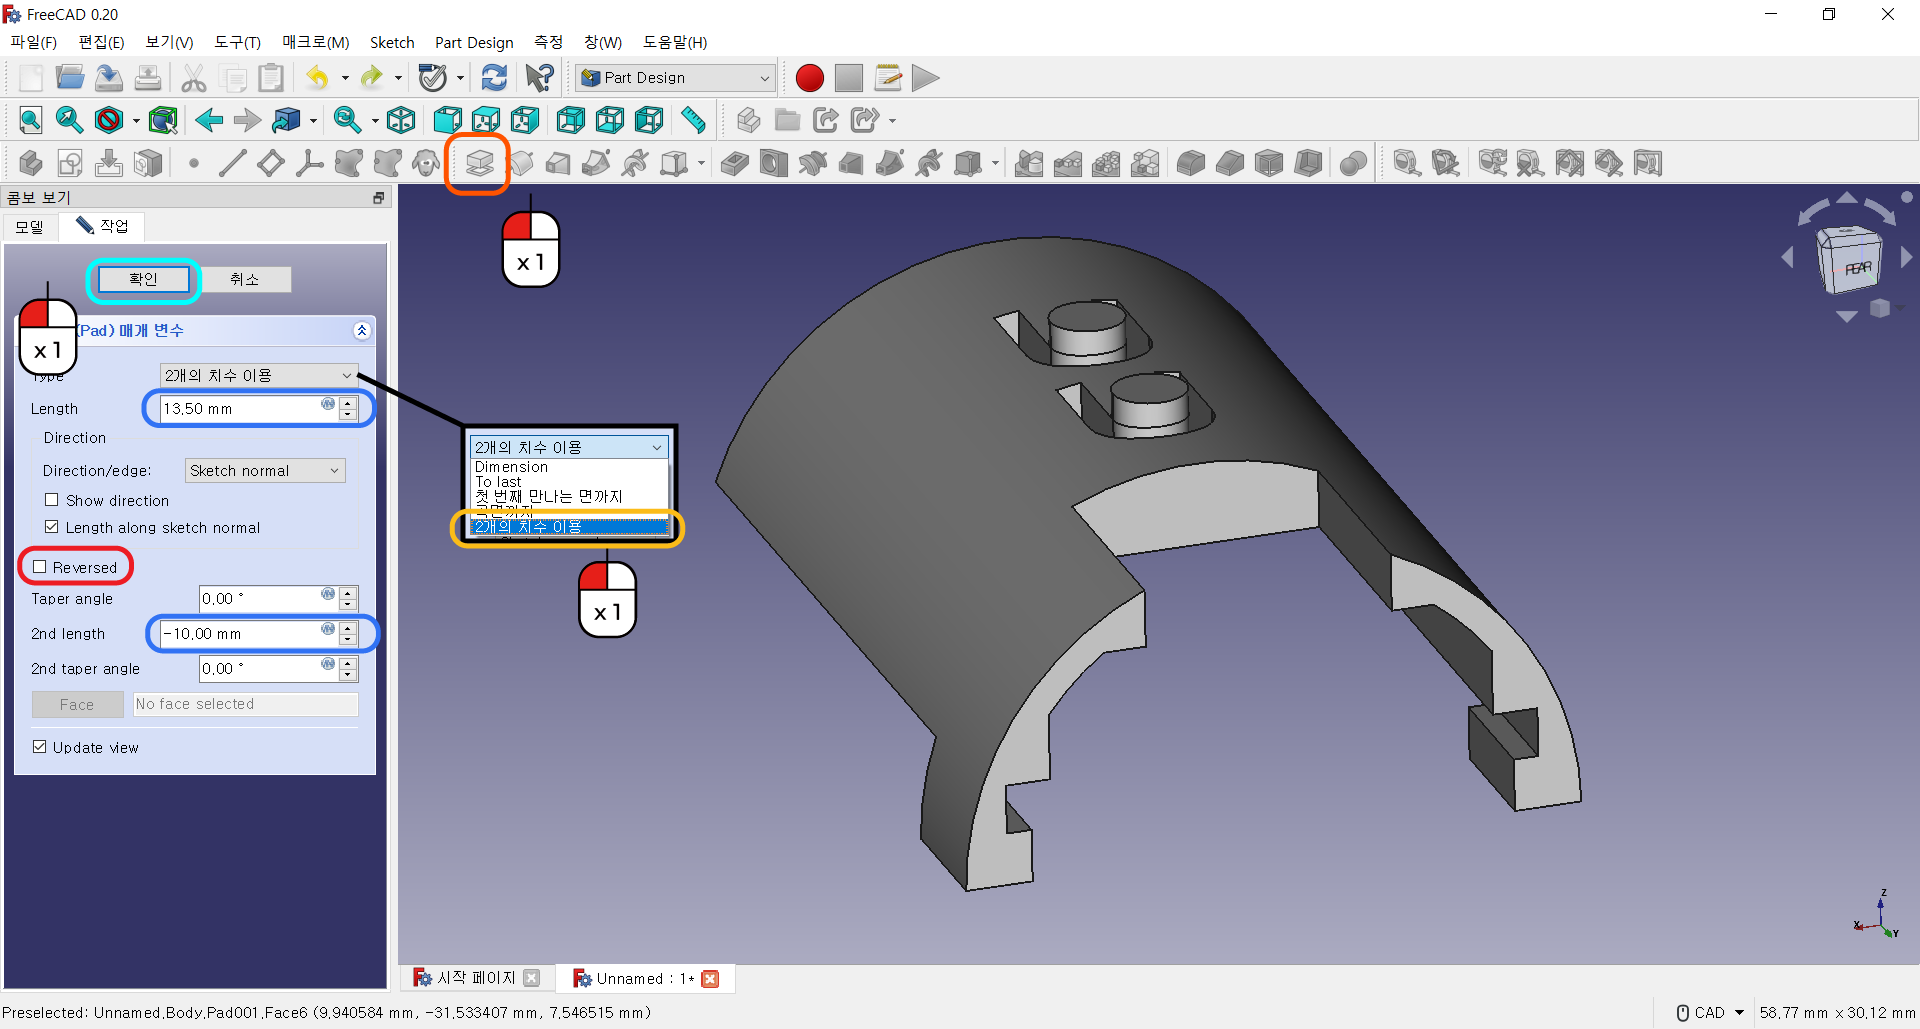 FreeCAD 0.20
파일(F) 편집(E) 보기(V) 도구(T) 매크로(M) Sketch Part Design 측정 창(W) 도움말(H)
Part Design
콤보 보기
모델 작업
확인 취소
x 1
x 1
(Pad) 매개 변수
REAR
Type 2개의 치수 이용
Length 13,50 mm
Direction
Direction/edge: Sketch normal
Show direction
Length along sketch normal
Reversed
Taper angle 0,00 °
2nd length -10,00 mm
2nd taper angle 0,00 °
Face No face selected
Update view
2개의 치수 이용
Dimension
To last
첫 번째 만나는 면까지
2개의 치수 이용
x 1
Z
X
Y
시작 페이지 Unnamed : 1*
Preselected: Unnamed,Body,Pad001,Face6 (9,940584 mm, -31,533407 mm, 7,546515 mm) CAD 58,77 mm x 30,12 mm